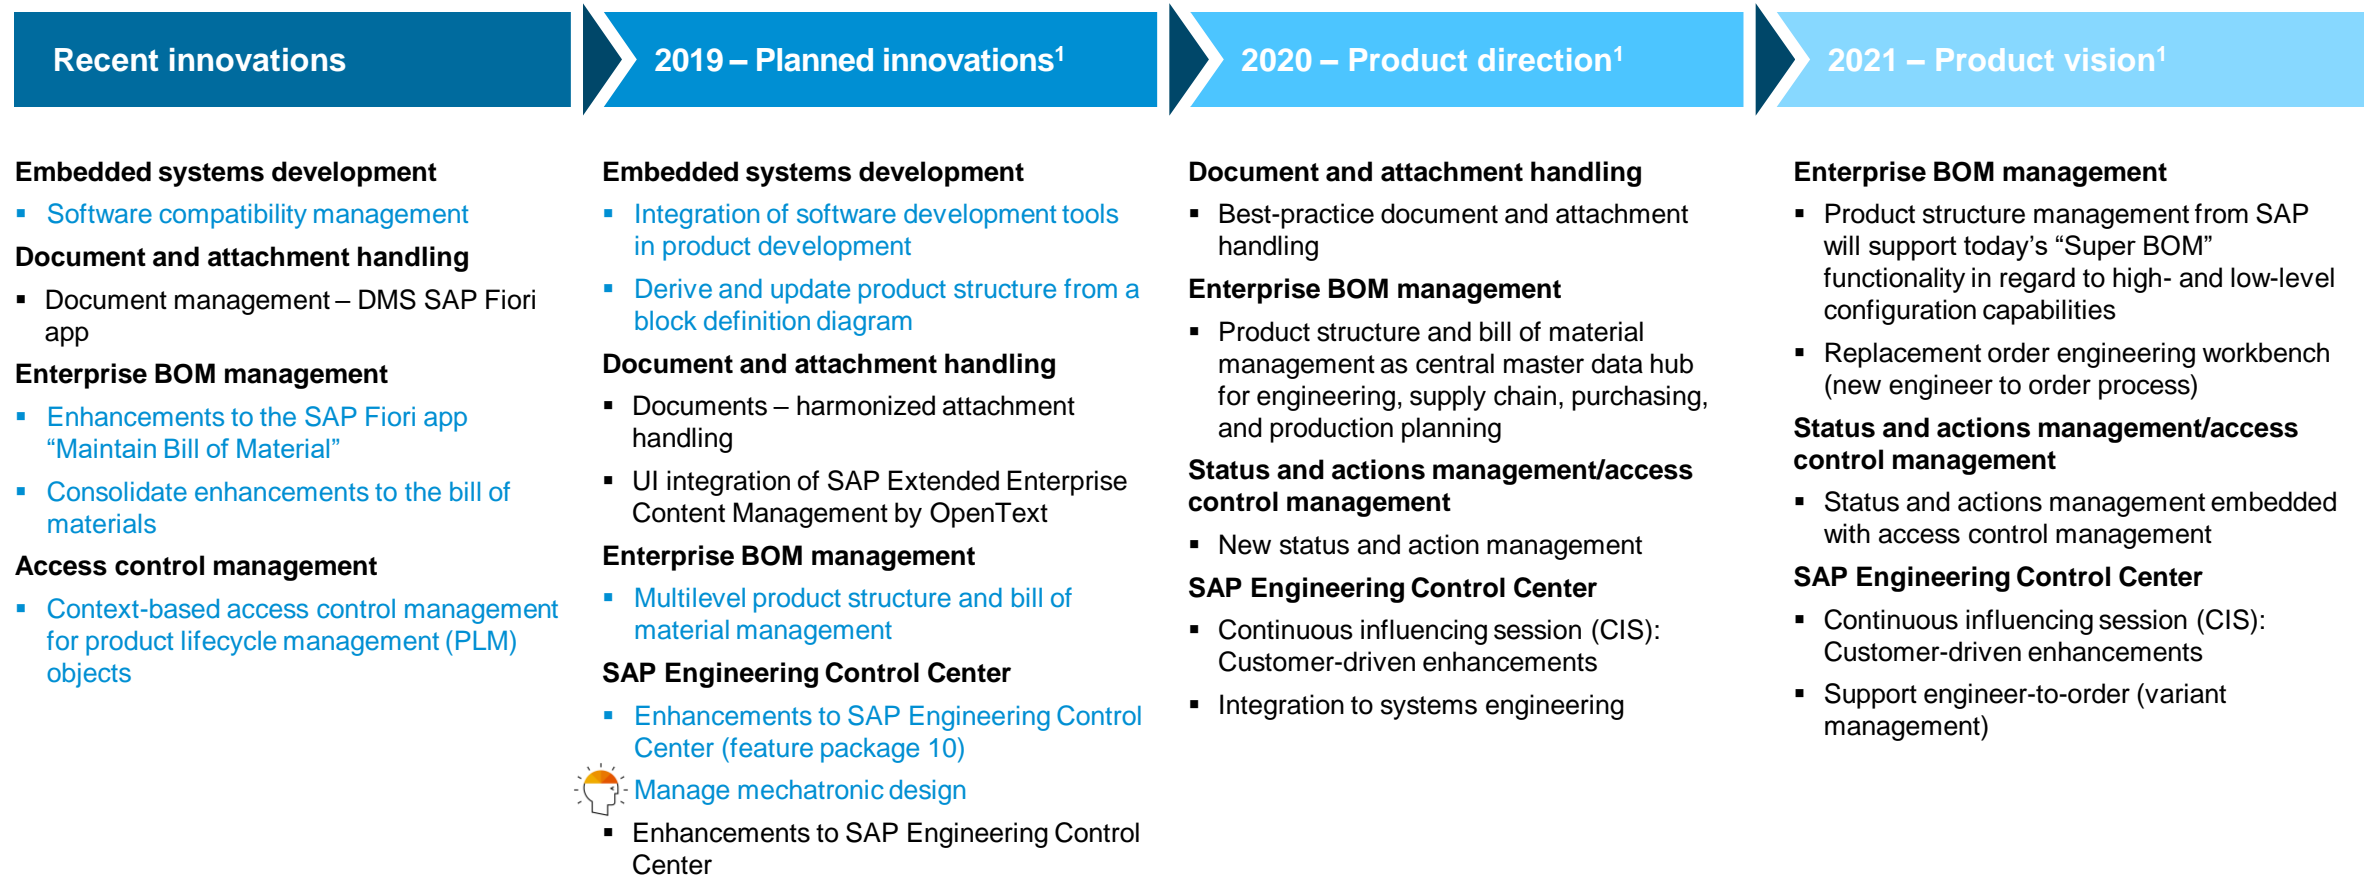 Recent innovations
2019 – Planned innovations¹
2020 – Product direction¹
2021 – Product vision¹
Embedded systems development
▪ Software compatibility management
Document and attachment handling
▪ Document management – DMS SAP Fiori
app
Enterprise BOM management
▪ Enhancements to the SAP Fiori app
“Maintain Bill of Material”
▪ Consolidate enhancements to the bill of
materials
Access control management
▪ Context-based access control management
for product lifecycle management (PLM)
objects
Embedded systems development
▪ Integration of software development tools
in product development
▪ Derive and update product structure from a
block definition diagram
Document and attachment handling
▪ Documents – harmonized attachment
handling
▪ UI integration of SAP Extended Enterprise
Content Management by OpenText
Enterprise BOM management
▪ Multilevel product structure and bill of
material management
SAP Engineering Control Center
▪ Enhancements to SAP Engineering Control
Center (feature package 10)
Manage mechatronic design
▪ Enhancements to SAP Engineering Control
Center
Document and attachment handling
▪ Best-practice document and attachment
handling
Enterprise BOM management
▪ Product structure and bill of material
management as central master data hub
for engineering, supply chain, purchasing,
and production planning
Status and actions management/access
control management
▪ New status and action management
SAP Engineering Control Center
▪ Continuous influencing session (CIS):
Customer-driven enhancements
▪ Integration to systems engineering
Enterprise BOM management
▪ Product structure management from SAP
will support today’s “Super BOM”
functionality in regard to high- and low-level
configuration capabilities
▪ Replacement order engineering workbench
(new engineer to order process)
Status and actions management/access
control management
▪ Status and actions management embedded
with access control management
SAP Engineering Control Center
▪ Continuous influencing session (CIS):
Customer-driven enhancements
▪ Support engineer-to-order (variant
management)